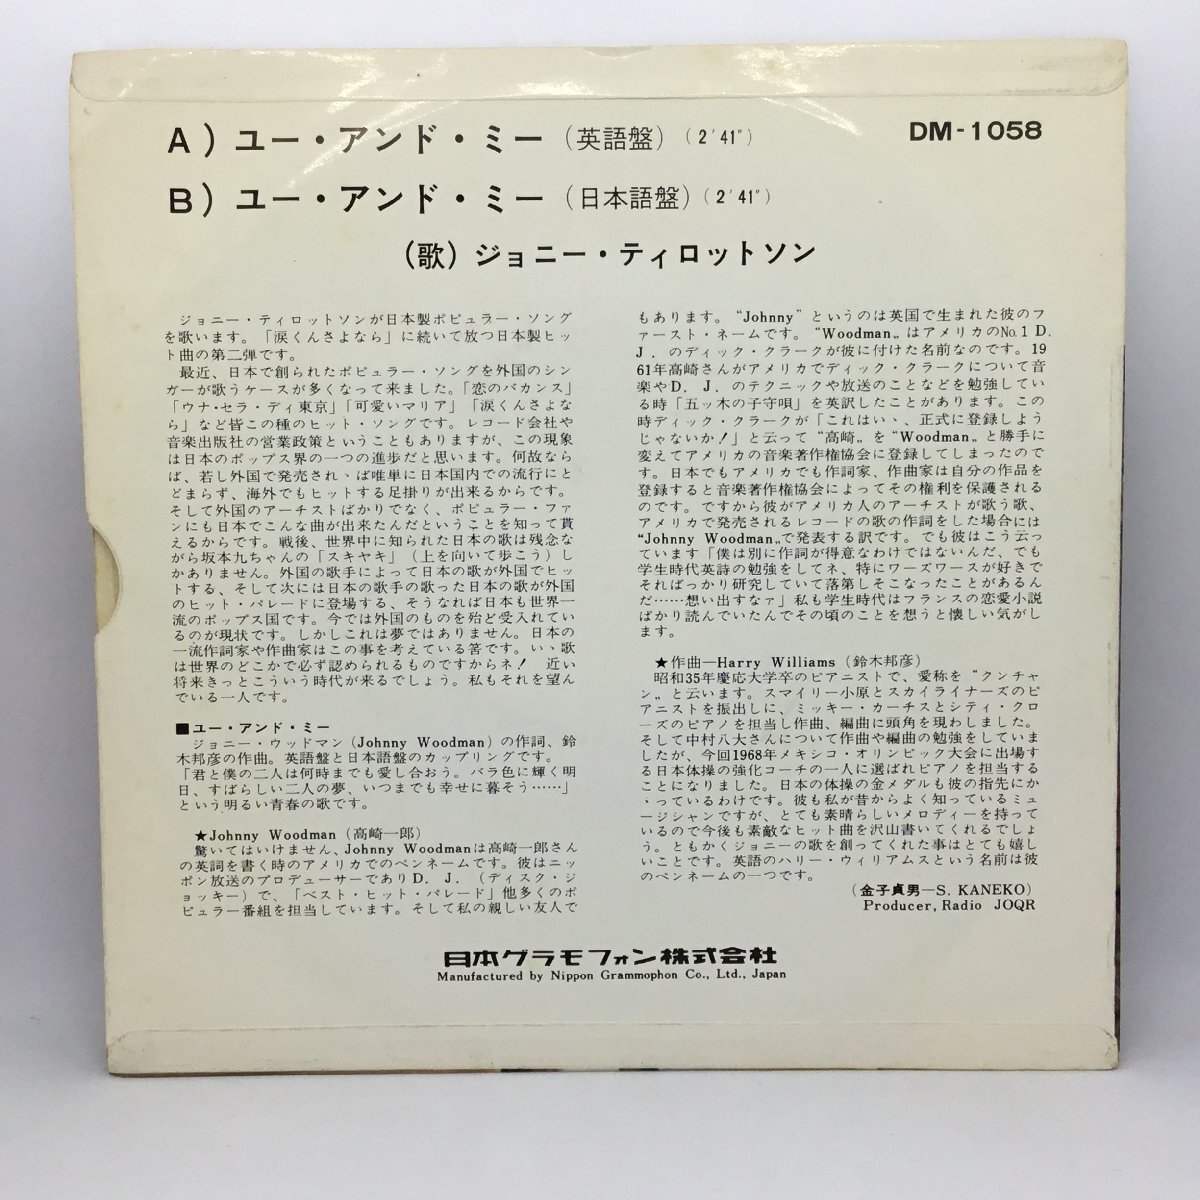 A）ユー・アンド・ミー（英語盤）（2′41″）
DM-1058
B）ユー・アンド・ミー（日本語盤）（2′41″）
（歌）ジョニー・ティロットソン
ジョニー・ティロットソンが日本製ポピュラー・ソング
を歌います。「涙くんさよなら」に続いて放つ日本製ヒッ
ト曲の第二弾です。
最近、日本で創られたポピュラー・ソングを外国のシン
ガーが歌うケースが多くなって来ました。「恋のバカンス」
「ウナ・セラ・ディ東京」「可愛いマリア」「涙くんさよな
ら」など皆この種のヒット・ソングです。レコード会社や
音楽出版社の営業政策ということもありますが、この現象
は日本のポップス界の一つの進歩だと思います。何故なら
ば、若し外国で発売され、ば唯単に日本国内での流行にと
どまらず、海外でもヒットする足掛りが出来るからです。
そして外国のアーチストばかりでなく、ポピュラー・ファ
ンにも日本でこんな曲が出来たんだということを知って貰
えるからです。戦後、世界中に知られた日本の歌は残念な
がら坂本九ちゃんの「スキヤキ」（上を向いて歩こう）し
かありません。外国の歌手によって日本の歌が外国でヒッ
トする、そして次には日本の歌手の歌った日本の歌が外国
のヒット・パレードに登場する、そうなれば日本も世界一
流のポップス国です。今では外国のものを殆ど受入れてい
るのが現状です。しかしこれは夢ではありません。日本の
一流作詞家や作曲家はこの事を考えている筈です。いゝ歌
は世界のどこかで必ず認められるものですからネ！　近い
将来きっとこういう時代が来るでしょう。私もそれを望ん
でいる一人です。
■ユー・アンド・ミー
ジョニー・ウッドマン（Johnny Woodman）の作詞、鈴
木邦彦の作曲。英語盤と日本語盤のカップリングです。
「君と僕の二人は何時までも愛し合おう。バラ色に輝く明
日、すばらしい二人の夢、いつまでも幸せに暮そう……」
という明るい青春の歌です。
★Johnny Woodman（高崎一郎）
驚いてはいけません、Johnny Woodmanは高崎一郎さん
の英詞を書く時のアメリカでのペンネームです。彼はニッ
ポン放送のプロデューサーでありD．J．（ディスク・ジ
ョッキー）で、「ベスト・ヒット・パレード」他多くのポ
ピュラー番組を担当しています。そして私の親しい友人で
もあります。“Johnny”というのは英国で生まれた彼のフ
ァースト・ネームです。“Woodman„はアメリカのNo.1 D．
J．のディック・クラークが彼に付けた名前なのです。19
61年高崎さんがアメリカでディック・クラークについて音
楽やD．J．のテクニックや放送のことなどを勉強してい
る時「五ッ木の子守唄」を英訳したことがあります。この
時ディック・クラークが「これはいゝ、正式に登録しよう
じゃないか！」と云って“高崎„を“Woodman„と勝手に
変えてアメリカの音楽著作権協会に登録してしまったので
す。日本でもアメリカでも作詞家、作曲家は自分の作品を
登録すると音楽著作権協会によってその権利を保護される
のです。ですから彼がアメリカ人のアーチストが歌う歌、
アメリカで発売されるレコードの歌の作詞をした場合には
“Johnny Woodman„で発表する訳です。でも彼はこう云っ
ています「僕は別に作詞が得意なわけではないんだ、でも
学生時代英詩の勉強をしてネ、特にワーズワースが好きで
そればっかり研究していて落第しそこなったことがあるん
だ……想い出すなァ」私も学生時代はフランスの恋愛小説
ばかり読んでいたんでその頃のことを想うと懐しい気がし
ます。
★作曲―Harry Williams（鈴木邦彦）
昭和35年慶応大学卒のピアニストで、愛称を“クンチャ
ン„と云います。スマイリー小原とスカイライナーズのピ
アニストを振出しに、ミッキー・カーチスとシティ・クロ
ーズのピアノを担当し作曲、編曲に頭角を現わしました。
そして中村八大さんについて作曲や編曲の勉強をしていま
したが、今回1968年メキシコ・オリンピック大会に出場す
る日本体操の強化コーチの一人に選ばれピアノを担当する
ことになりました。日本の体操の金メダルも彼の指先にか
ゝっているわけです。彼も私が昔からよく知っているミュ
ージシャンですが、とても素晴らしいメロディーを持って
いるので今後も素敵なヒット曲を沢山書いてくれるでしょ
う。ともかくジョニーの歌を創ってくれた事はとても嬉し
いことです。英語のハリー・ウィリアムスという名前は彼
のペンネームの一つです。
（金子貞男―S. KANEKO）
Producer, Radio JOQR
日本グラモフォン株式会社
Manufactured by Nippon Grammophon Co., Ltd., Japan